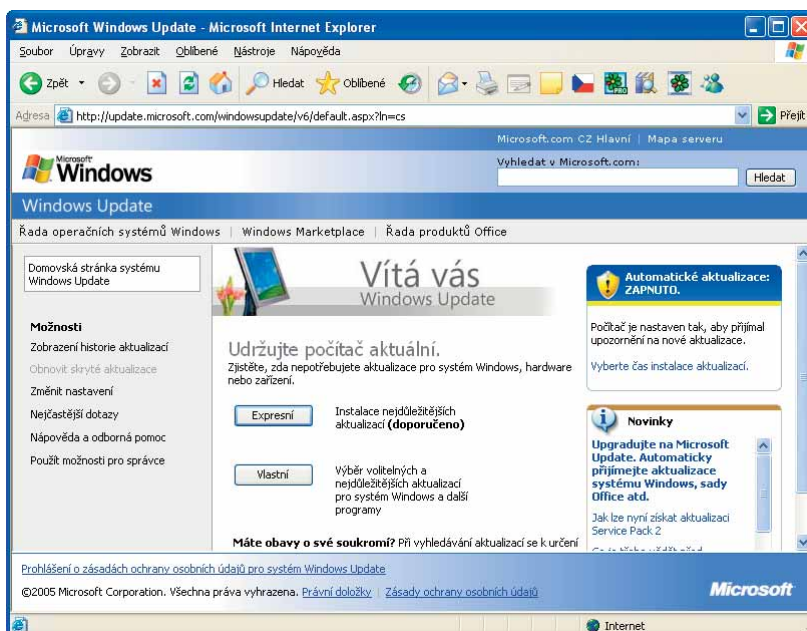 Microsoft Windows Update - Microsoft Internet Explorer
Soubor Úpravy Zobrazit Oblíbené Nástroje Nápověda
Zpět Hledat Oblíbené
Adresa http://update.microsoft.com/windowsupdate/v6/default.aspx?ln=cs Přejít
Microsoft.com CZ Hlavní | Mapa serveru
Microsoft
Windows
Vyhledat v Microsoft.com:
Hledat
Windows Update
Řada operačních systémů Windows | Windows Marketplace | Řada produktů Office
Domovská stránka systému
Windows Update
Možnosti
Zobrazení historie aktualizací
Obnovit skryté aktualizace
Změnit nastavení
Nejčastější dotazy
Nápověda a odborná pomoc
Použít možnosti pro správce
Vítá vás
Windows Update
Udržujte počítač aktuální.
Zjistěte, zda nepotřebujete aktualizace pro systém Windows, hardware
nebo zařízení.
Expresní
Instalace nejdůležitějších
aktualizací (doporučeno)
Vlastní
Výběr volitelných a
nejdůležitějších aktualizací
pro systém Windows a další
programy
Máte obavy o své soukromí? Při vyhledávání aktualizací se k určení
Automatické aktualizace:
ZAPNUTO.
Počítač je nastaven tak, aby přijímal
upozornění na nové aktualizace.
Vyberte čas instalace aktualizací.
Novinky
Upgradujte na Microsoft
Update. Automaticky
přijímejte aktualizace
systému Windows, sady
Office atd.
Jak lze nyní získat aktualizaci
Service Pack 2
Prohlášení o zásadách ochrany osobních údajů pro systém Windows Update
©2005 Microsoft Corporation. Všechna práva vyhrazena. Právní doložky | Zásady ochrany osobních údajů
Microsoft
Internet